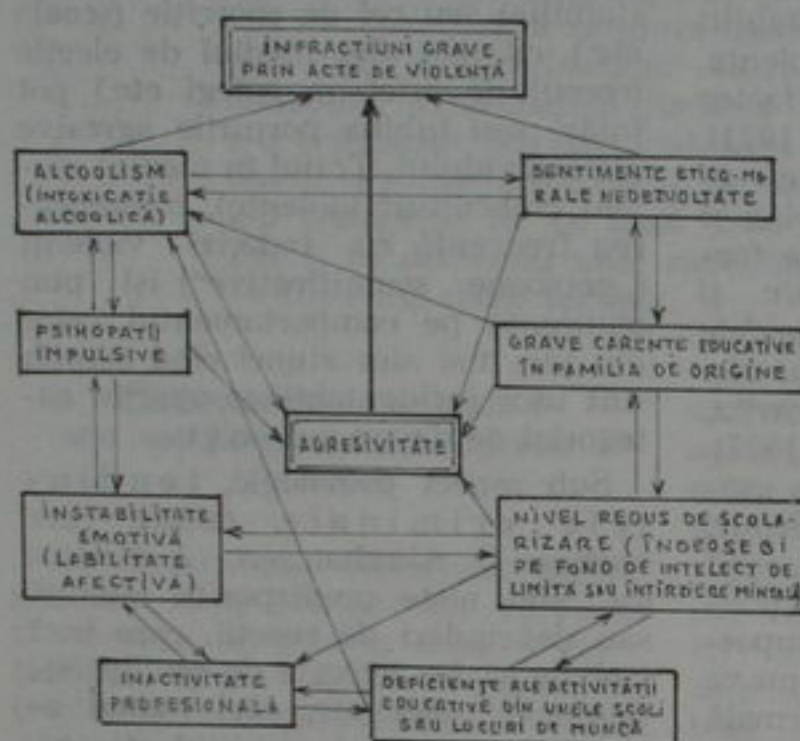 INFRACTIUNI GRAVE
PRIN ACTE DE VIOLENȚĂ
ALCOOLISM
(INTOXICAȚIE
ALCOOLICĂ)
SENTIMENTE ETICO-MO-
RALE NEDEZVOLTATE
PSIHOPATII
IMPULSIVE
GRAVE CARENTE EDUCATIVE
ÎN FAMILIA DE ORIGINE
AGRESIVITATE
INSTABILITATE
EMOTIVĂ
(LABILITATE
AFECTIVĂ)
NIVEL REDUS DE ȘCOLA-
RIZARE (ÎNDEOSEBI
PE FOND DE INTELECT DE
LIMITĂ SAU ÎNTÎRZIERE MINTALĂ
INACTIVITATE
PROFESIONALĂ
DEFICIENȚE ALE ACTIVITĂȚII
EDUCATIVE DIN UNELE ȘCOLI
SAU LOCURI DE MUNCĂ